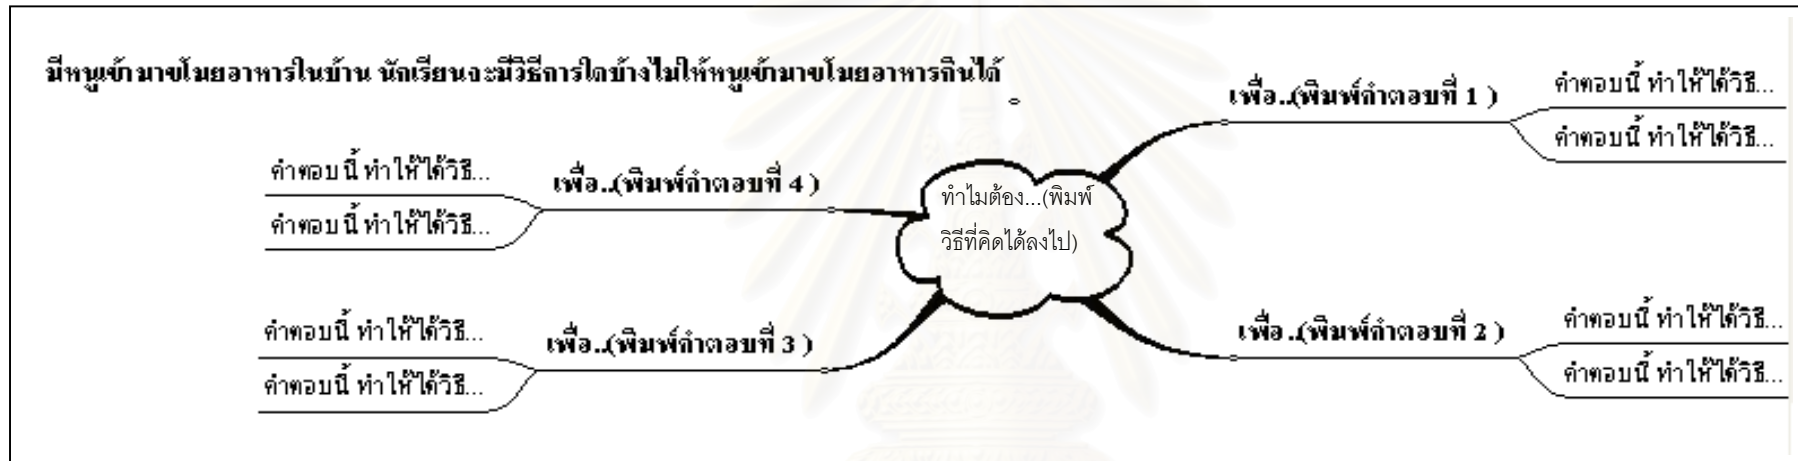 มีหนูเข้ามาขโมยอาหารในบ้าน นักเรียนจะมีวิธีการใดบ้างไม่ให้หนูเข้ามาขโมยอาหารกินได้
เพื่อ..(พิมพ์คำตอบที่ 1 )
คำตอบนี้ ทำให้ได้วิธี...
คำตอบนี้ ทำให้ได้วิธี...
คำตอบนี้ ทำให้ได้วิธี...
คำตอบนี้ ทำให้ได้วิธี...
เพื่อ..(พิมพ์คำตอบที่ 4 )
ทำไมต้อง...(พิมพ์
วิธีที่คิดได้ลงไป)
คำตอบนี้ ทำให้ได้วิธี...
คำตอบนี้ ทำให้ได้วิธี...
เพื่อ..(พิมพ์คำตอบที่ 3 )
เพื่อ..(พิมพ์คำตอบที่ 2 )
คำตอบนี้ ทำให้ได้วิธี...
คำตอบนี้ ทำให้ได้วิธี...